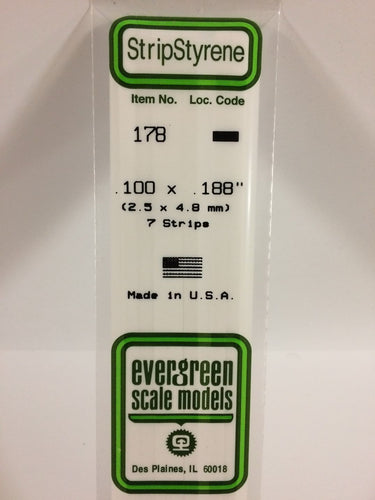 StripStyrene
Item No. Loc. Code
178
.100 x .188"
(2.5 x 4.8 mm)
7 Strips
Made in U.S.A.
evergreen
scale models
Des Plaines, IL 60018